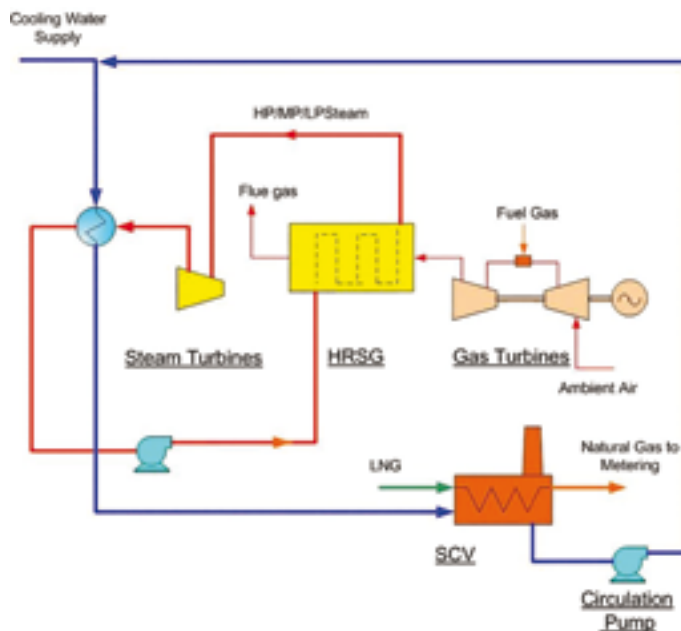 Cooling Water
Supply
HP/MP/LPSteam
Flue gas
Fuel Gas
Steam Turbines
HRSG
Gas Turbines
Ambient Air
LNG
Natural Gas to
Metering
SCV
Circulation
Pump